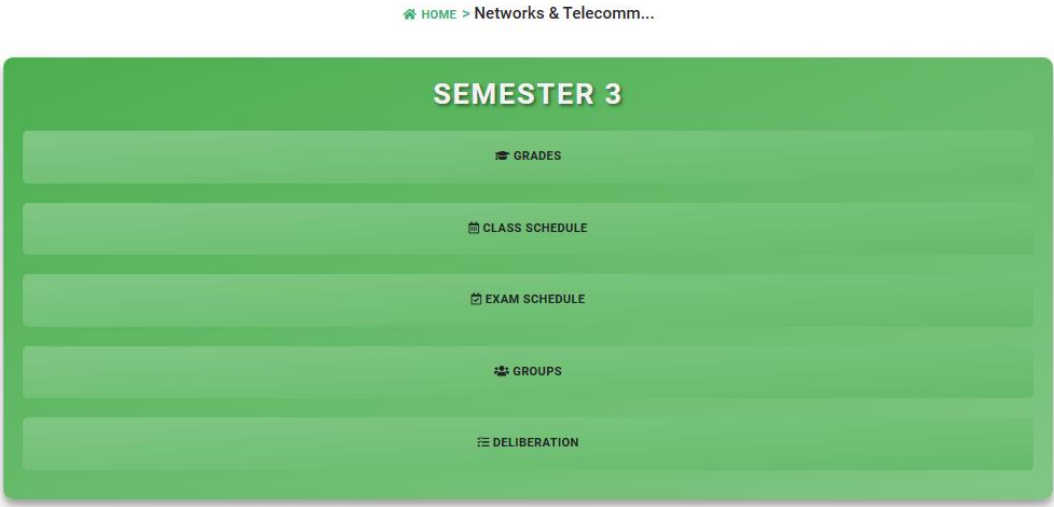 HOME > Networks & Telecomm...
SEMESTER 3
GRADES
CLASS SCHEDULE
EXAM SCHEDULE
GROUPS
DELIBERATION